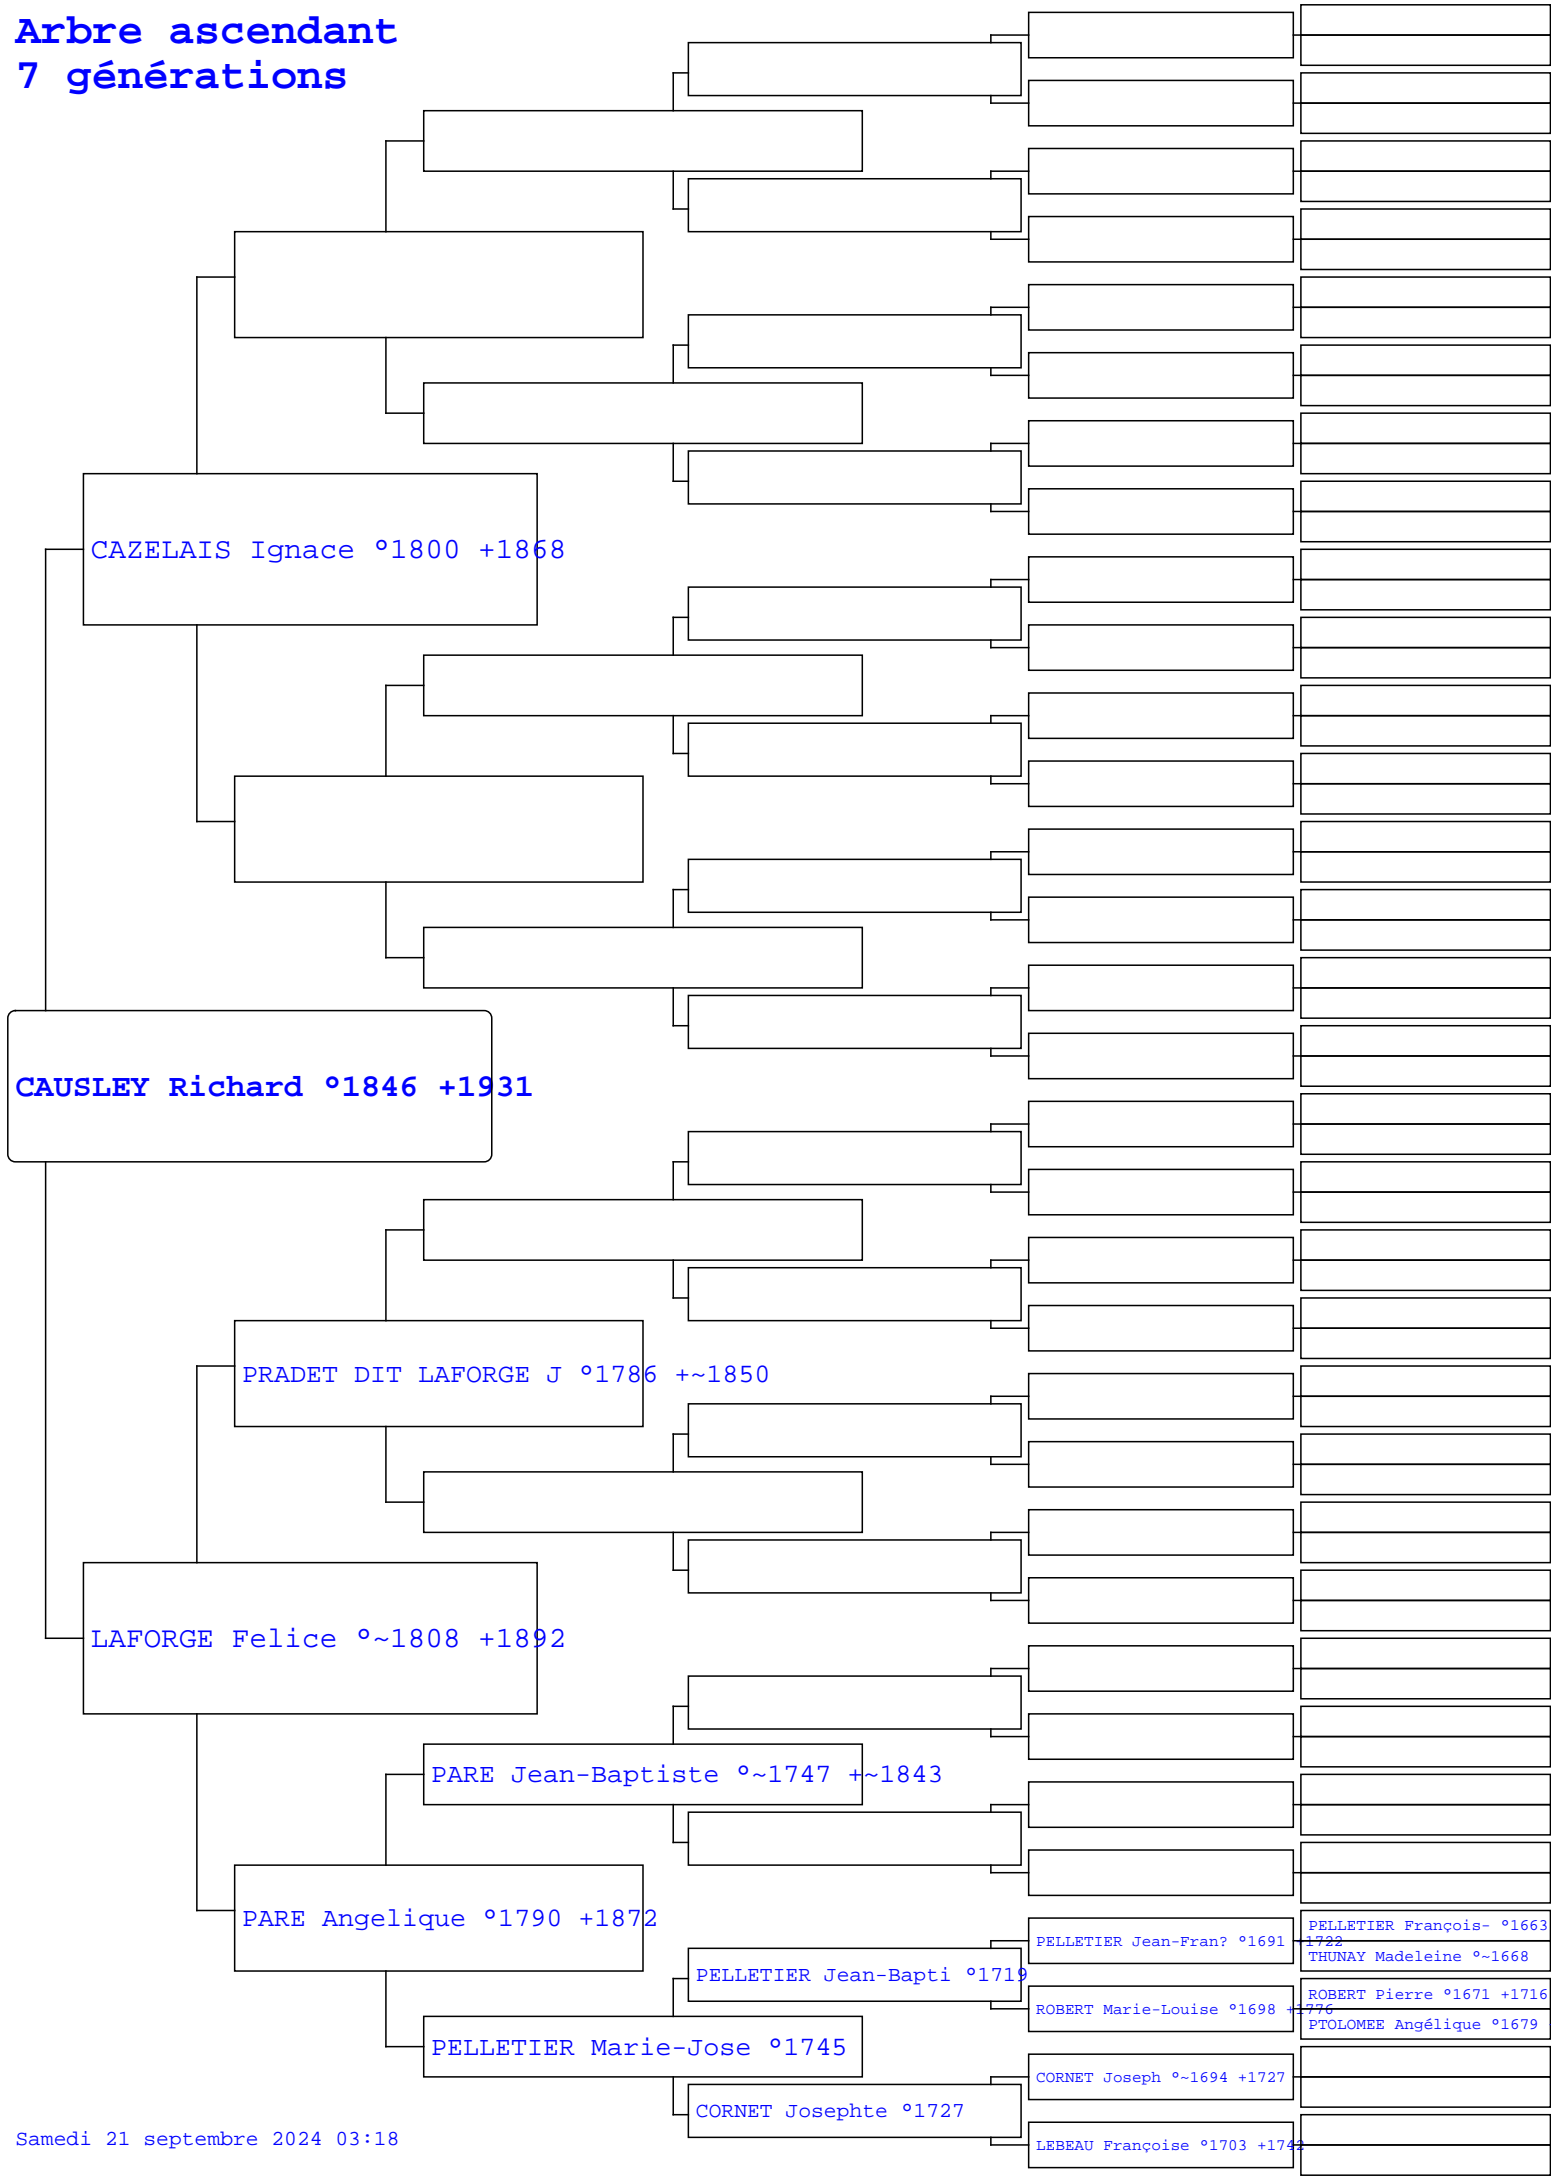 Arbre ascendant
7 générations
CAZELAIS Ignace °1800 +1868
CAUSLEY Richard °1846 +1931
PRADET DIT LAFORGE J °1786 +~1850
LAFORGE Felice °~1808 +1892
PARE Jean-Baptiste °~1747 +~1843
PARE Angelique °1790 +1872
PELLETIER François- °1663
PELLETIER Jean-Fran? °1691 +1722
THUNAY Madeleine °~1668
PELLETIER Jean-Bapti °1719
ROBERT Pierre °1671 +1716
ROBERT Marie-Louise °1698 +1776
PTOLOMEE Angélique °1679
PELLETIER Marie-Jose °1745
CORNET Joseph °~1694 +1727
CORNET Josephte °1727
LEBEAU Françoise °1703 +1742
Samedi 21 septembre 2024 03:18